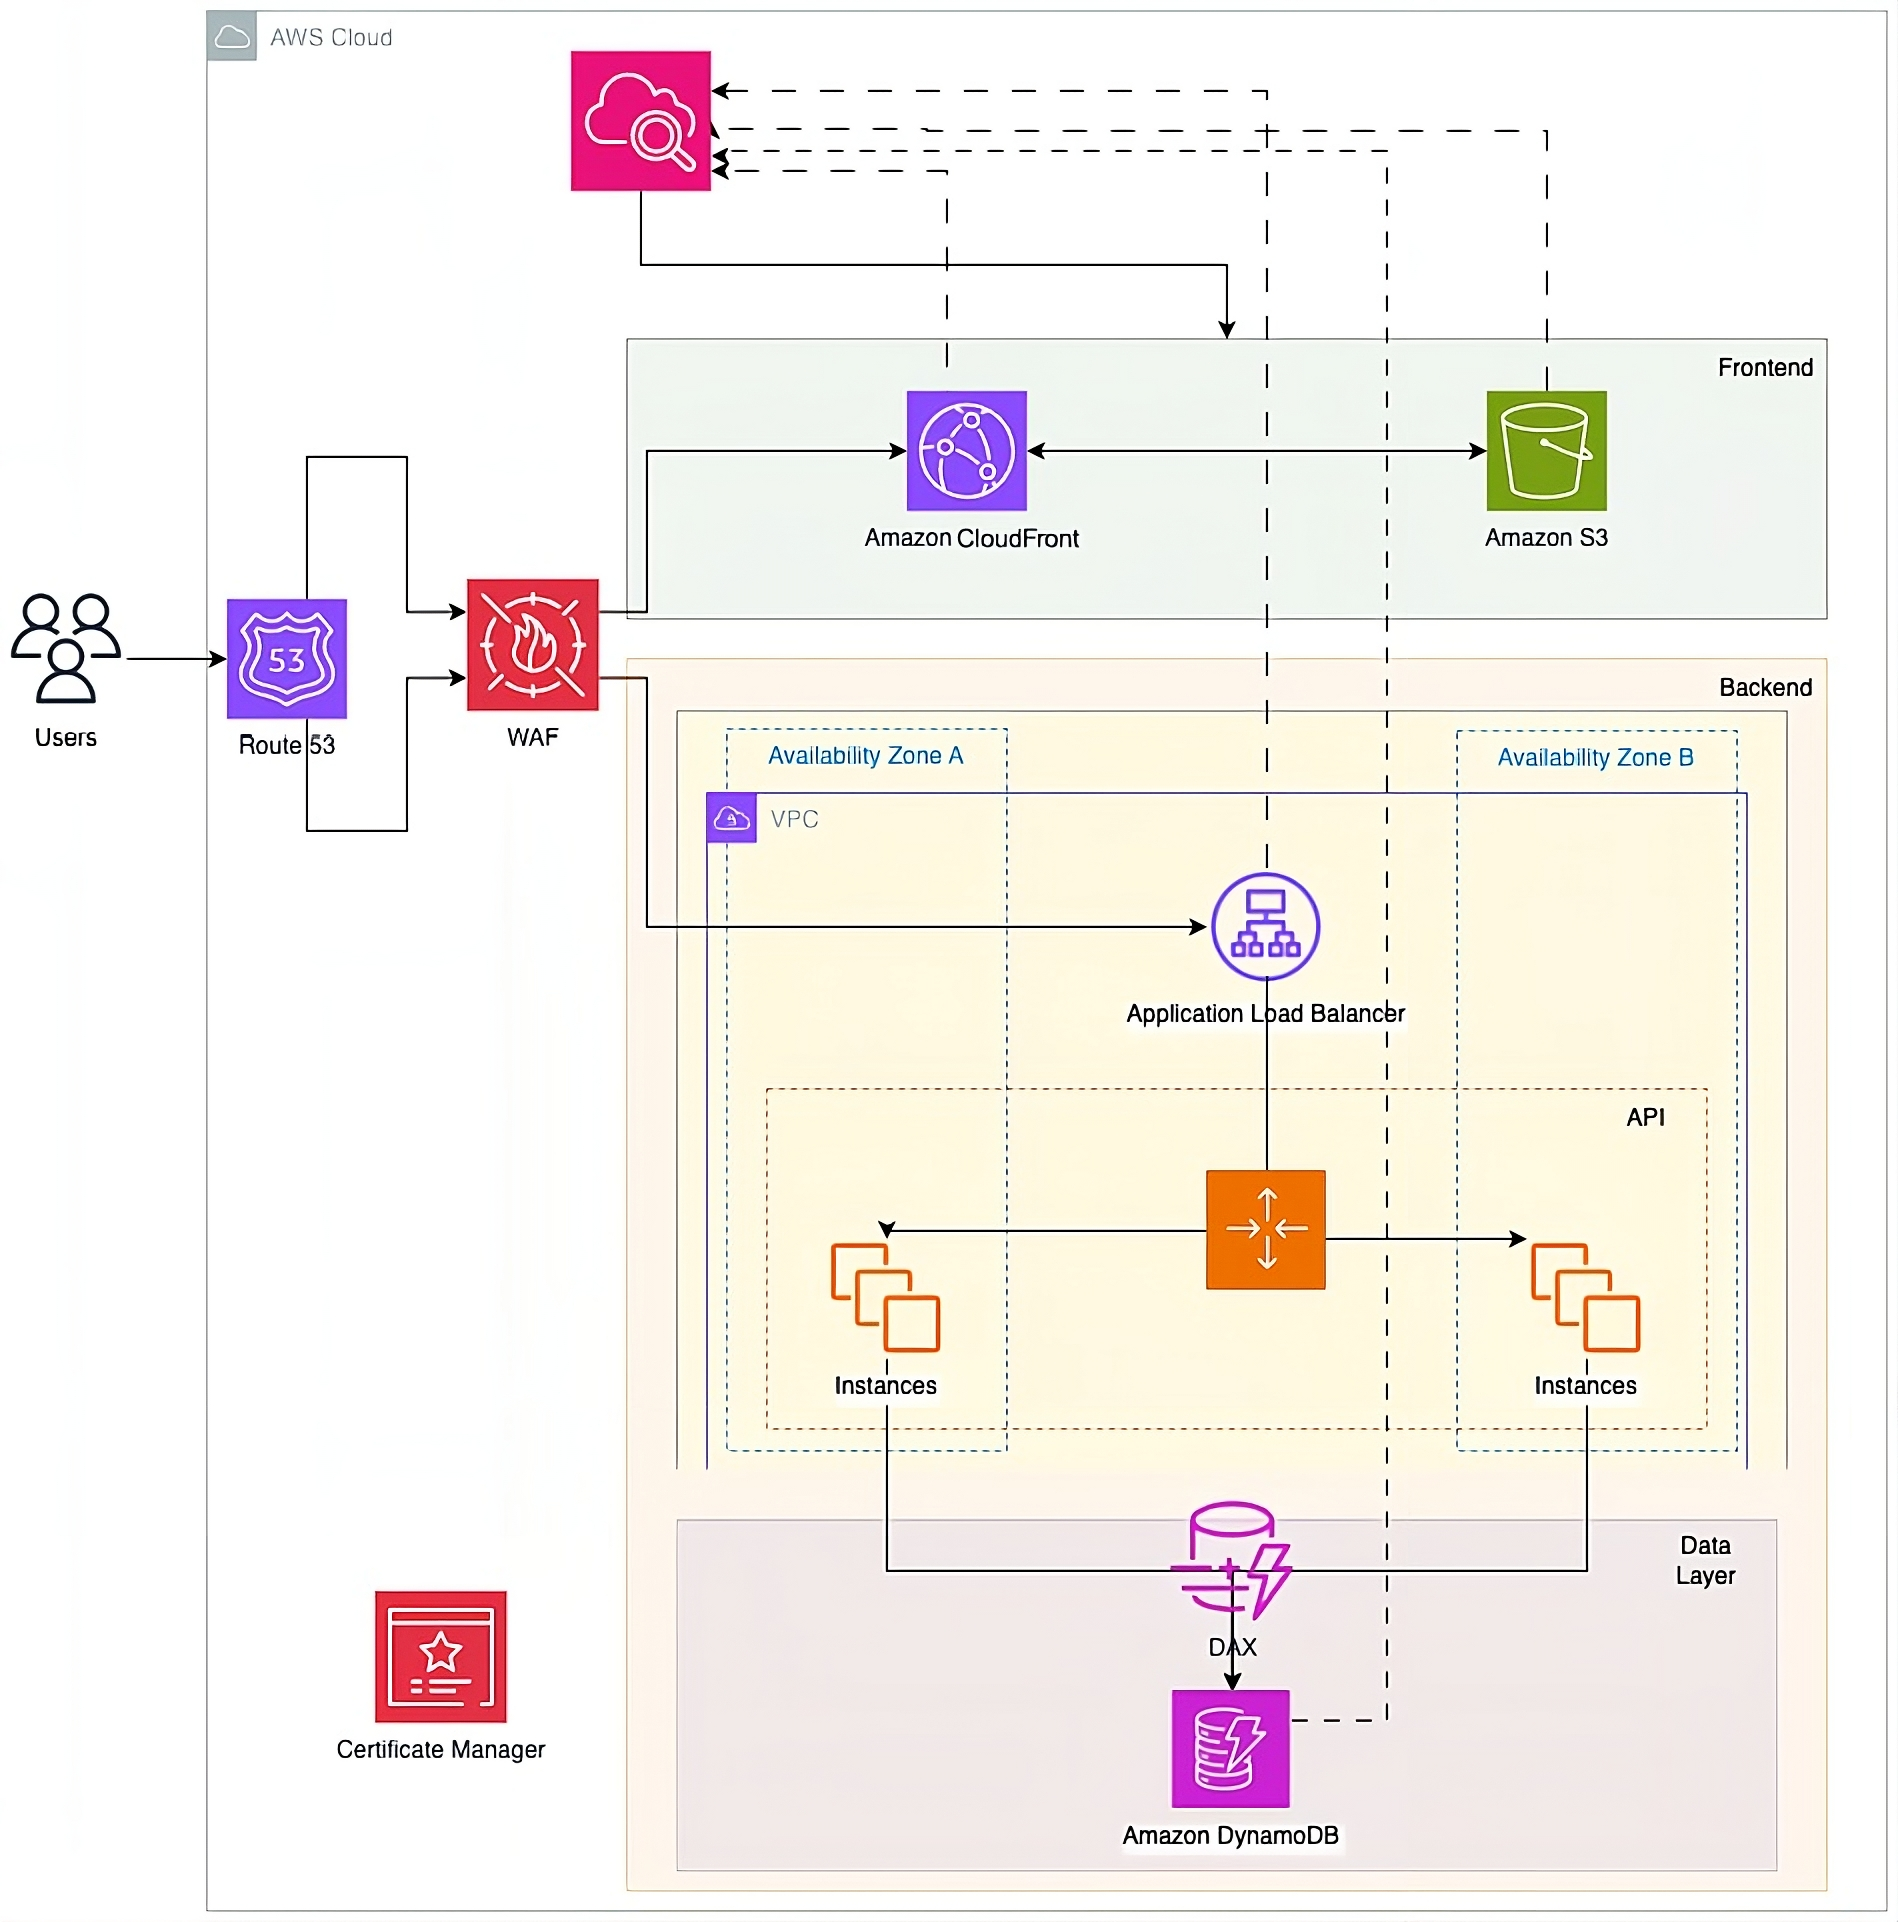 AWS Cloud
Frontend
Amazon CloudFront
Amazon S3
Users
53
Route 53
WAF
Backend
Availability Zone A
Availability Zone B
VPC
Application Load Balancer
API
Instances
Instances
Data
Layer
DAX
Certificate Manager
Amazon DynamoDB